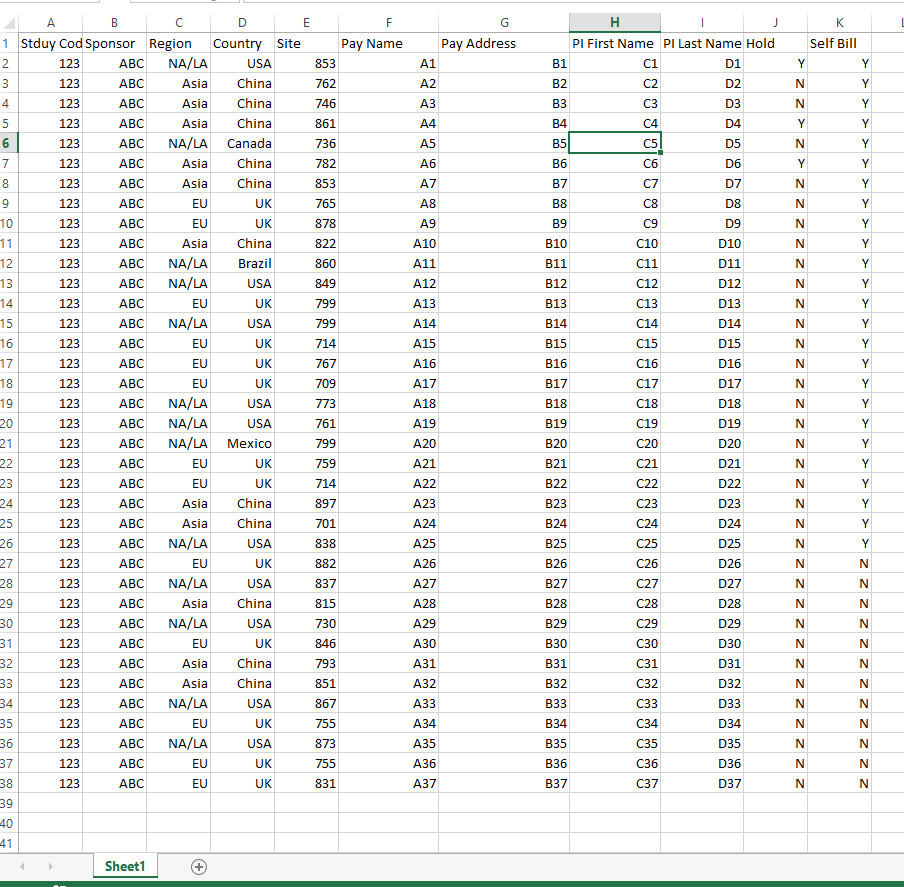 A B C D E F G H I J K
1 Stduy Cod Sponsor Region Country Site Pay Name Pay Address PI First Name PI Last Name Hold Self Bill
2 123 ABC NA/LA USA 853 A1 B1 C1 D1 Y Y
3 123 ABC Asia China 762 A2 B2 C2 D2 N Y
4 123 ABC Asia China 746 A3 B3 C3 D3 N Y
5 123 ABC Asia China 861 A4 B4 C4 D4 Y Y
6 123 ABC NA/LA Canada 736 A5 B5 C5 D5 N Y
7 123 ABC Asia China 782 A6 B6 C6 D6 Y Y
8 123 ABC Asia China 853 A7 B7 C7 D7 N Y
9 123 ABC EU UK 765 A8 B8 C8 D8 N Y
10 123 ABC EU UK 878 A9 B9 C9 D9 N Y
11 123 ABC Asia China 822 A10 B10 C10 D10 N Y
12 123 ABC NA/LA Brazil 860 A11 B11 C11 D11 N Y
13 123 ABC NA/LA USA 849 A12 B12 C12 D12 N Y
14 123 ABC EU UK 799 A13 B13 C13 D13 N Y
15 123 ABC NA/LA USA 799 A14 B14 C14 D14 N Y
16 123 ABC EU UK 714 A15 B15 C15 D15 N Y
17 123 ABC EU UK 767 A16 B16 C16 D16 N Y
18 123 ABC EU UK 709 A17 B17 C17 D17 N Y
19 123 ABC NA/LA USA 773 A18 B18 C18 D18 N Y
20 123 ABC NA/LA USA 761 A19 B19 C19 D19 N Y
21 123 ABC NA/LA Mexico 799 A20 B20 C20 D20 N Y
22 123 ABC EU UK 759 A21 B21 C21 D21 N Y
23 123 ABC EU UK 714 A22 B22 C22 D22 N Y
24 123 ABC Asia China 897 A23 B23 C23 D23 N Y
25 123 ABC Asia China 701 A24 B24 C24 D24 N Y
26 123 ABC NA/LA USA 838 A25 B25 C25 D25 N Y
27 123 ABC EU UK 882 A26 B26 C26 D26 N N
28 123 ABC NA/LA USA 837 A27 B27 C27 D27 N N
29 123 ABC Asia China 815 A28 B28 C28 D28 N N
30 123 ABC NA/LA USA 730 A29 B29 C29 D29 N N
31 123 ABC EU UK 846 A30 B30 C30 D30 N N
32 123 ABC Asia China 793 A31 B31 C31 D31 N N
33 123 ABC Asia China 851 A32 B32 C32 D32 N N
34 123 ABC NA/LA USA 867 A33 B33 C33 D33 N N
35 123 ABC EU UK 755 A34 B34 C34 D34 N N
36 123 ABC NA/LA USA 873 A35 B35 C35 D35 N N
37 123 ABC EU UK 755 A36 B36 C36 D36 N N
38 123 ABC EU UK 831 A37 B37 C37 D37 N N
39
40
41
Sheet1